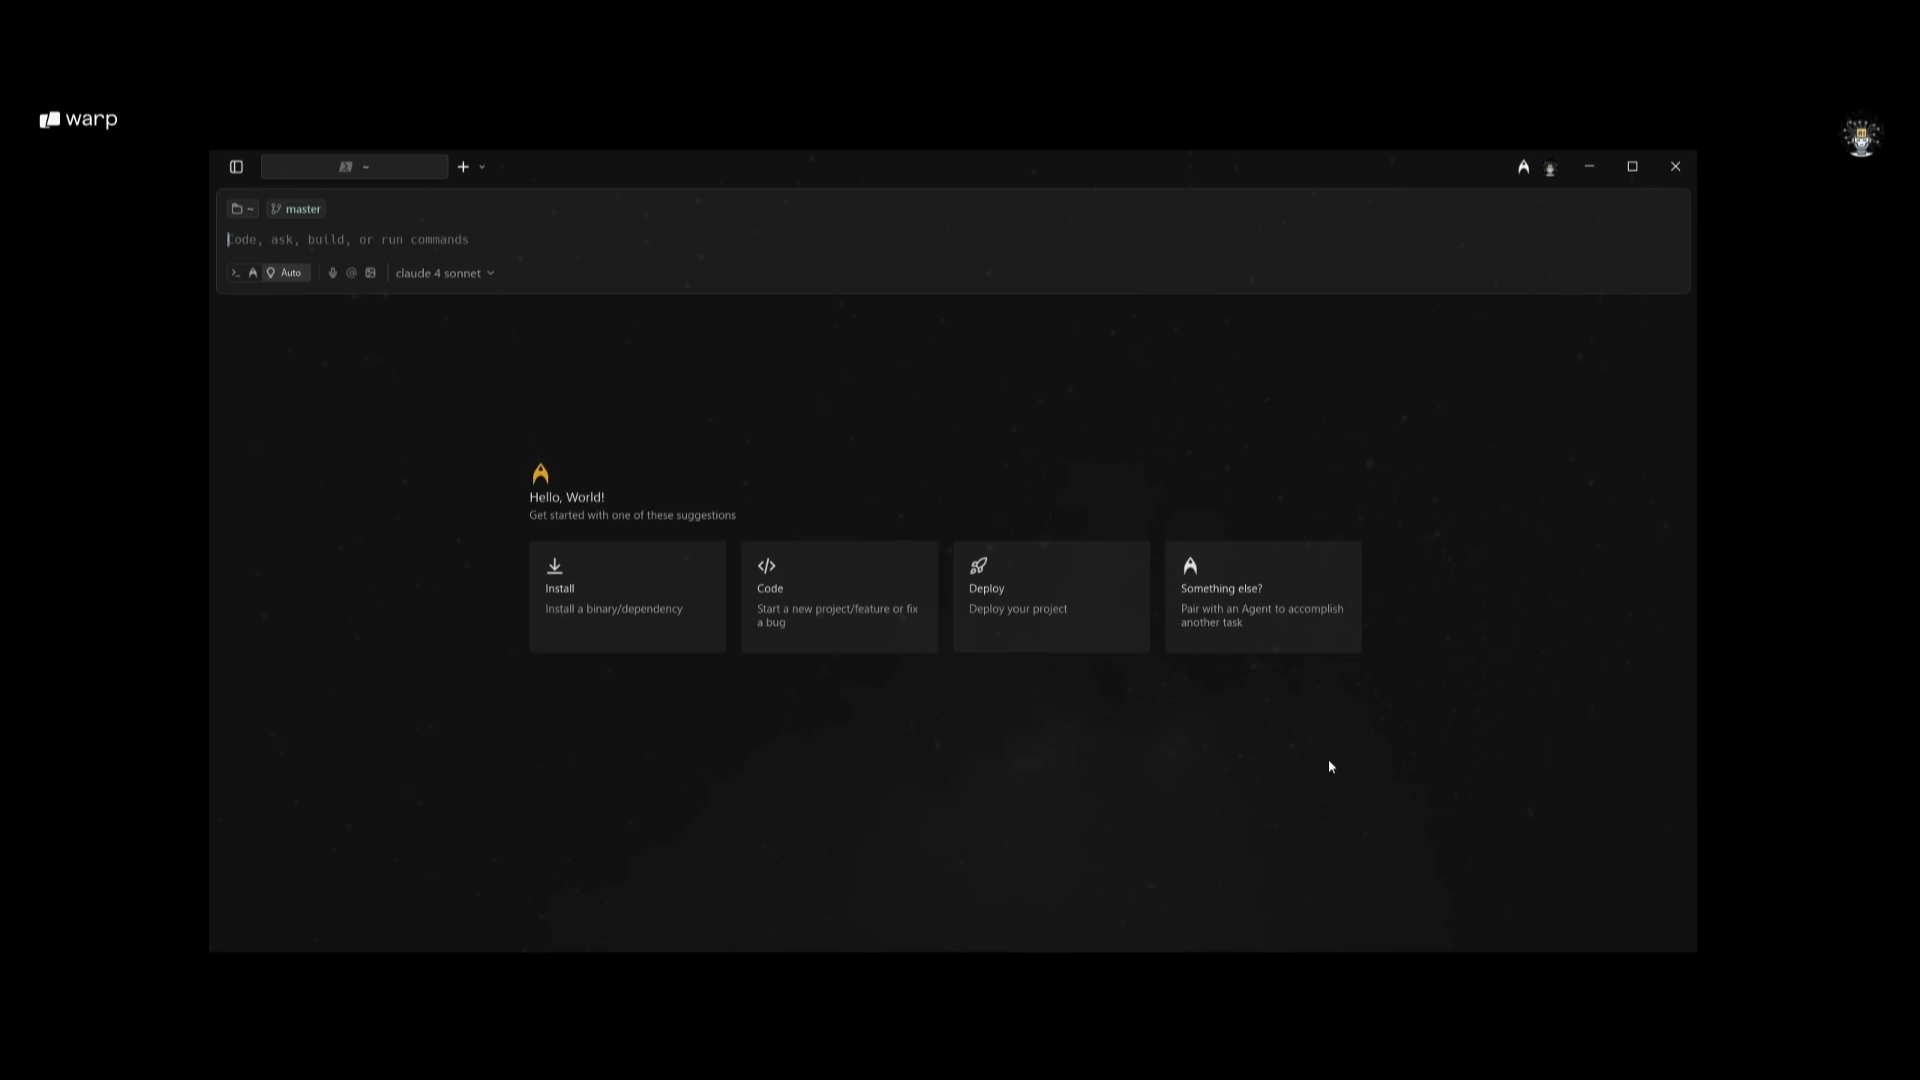 warp
~
~ master
Code, ask, build, or run commands
Auto claude 4 sonnet
Hello, World!
Get started with one of these suggestions
Install
Install a binary/dependency
Code
Start a new project/feature or fix
a bug
Deploy
Deploy your project
Something else?
Pair with an Agent to accomplish
another task